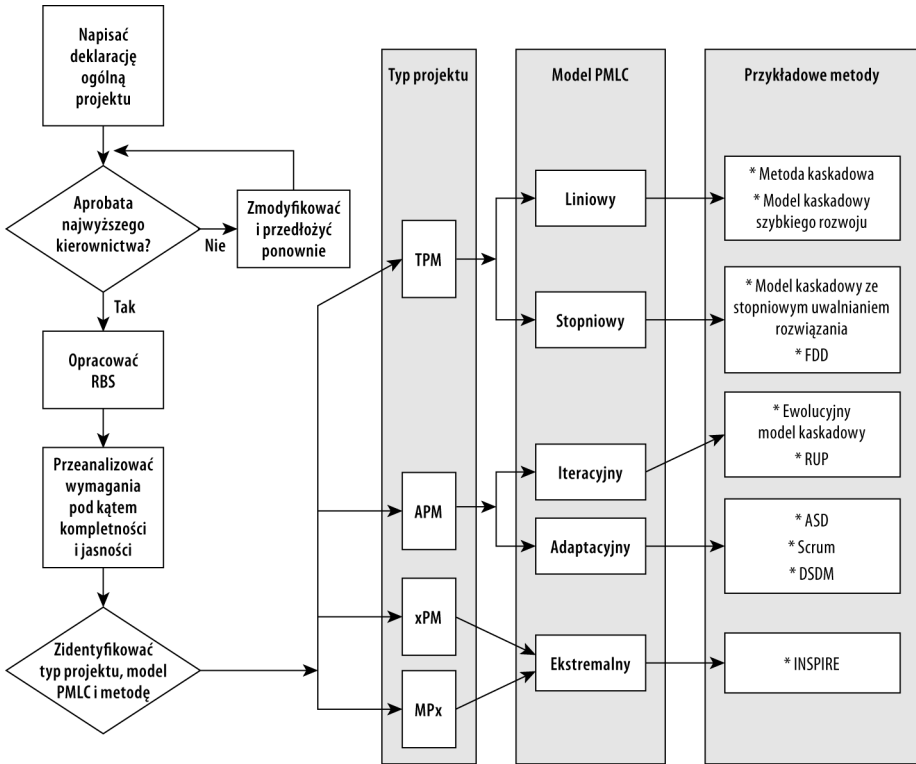 Napisać
deklarację
ogólną
projektu
Aprobata
najwyższego
kierownictwa?
Nie
Zmodyfikować
i przedłożyć
ponownie
Tak
Opracować
RBS
Przeanalizować
wymagania
pod kątem
kompletności
i jasności
Zidentyfikować
typ projektu, model
PMLC i metodę
Typ projektu
TPM
APM
xPM
MPx
Model PMLC
Liniowy
Stopniowy
Iteracyjny
Adaptacyjny
Ekstremalny
Przykładowe metody
* Metoda kaskadowa
* Model kaskadowy
szybkiego rozwoju
* Model kaskadowy ze
stopniowym uwalnianiem
rozwiązania
* FDD
* Ewolucyjny
model kaskadowy
* RUP
* ASD
* Scrum
* DSDM
* INSPIRE